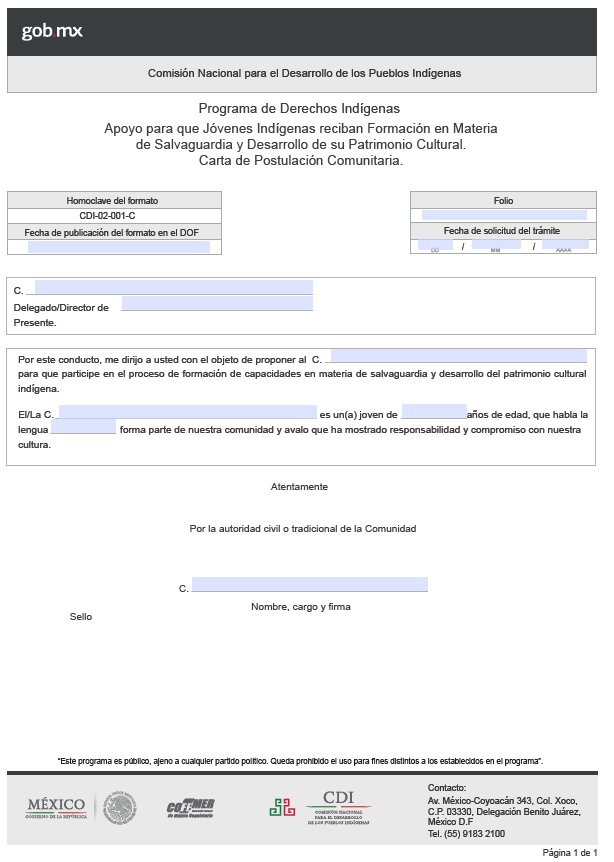 gob.mx
Comisión Nacional para el Desarrollo de los Pueblos Indígenas
Programa de Derechos Indígenas
Apoyo para que Jóvenes Indígenas reciban Formación en Materia
de Salvaguardia y Desarrollo de su Patrimonio Cultural.
Carta de Postulación Comunitaria.
Homoclave del formato
CDI-02-001-C
Fecha de publicación del formato en el DOF
Folio
Fecha de solicitud del trámite
/ /
DD MM AAAA
C.
Delegado/Director de
Presente.
Por este conducto, me dirijo a usted con el objeto de proponer al C.
para que participe en el proceso de formación de capacidades en materia de salvaguardia y desarrollo del patrimonio cultural
indígena.
El/La C. es un(a) joven de años de edad, que habla la
lengua forma parte de nuestra comunidad y avalo que ha mostrado responsabilidad y compromiso con nuestra
cultura.
Atentamente
Por la autoridad civil o tradicional de la Comunidad
C.
Nombre, cargo y firma
Sello
"Este programa es público, ajeno a cualquier partido político. Queda prohibido el uso para fines distintos a los establecidos en el programa".
MÉXICO
GOBIERNO DE LA REPÚBLICA
COFEMER
CDI
COMISIÓN NACIONAL
PARA EL DESARROLLO
DE LOS PUEBLOS INDÍGENAS
Contacto:
Av. México-Coyoacán 343, Col. Xoco,
C.P. 03330, Delegación Benito Juárez,
México D.F
Tel. (55) 9183 2100
Página 1 de 1